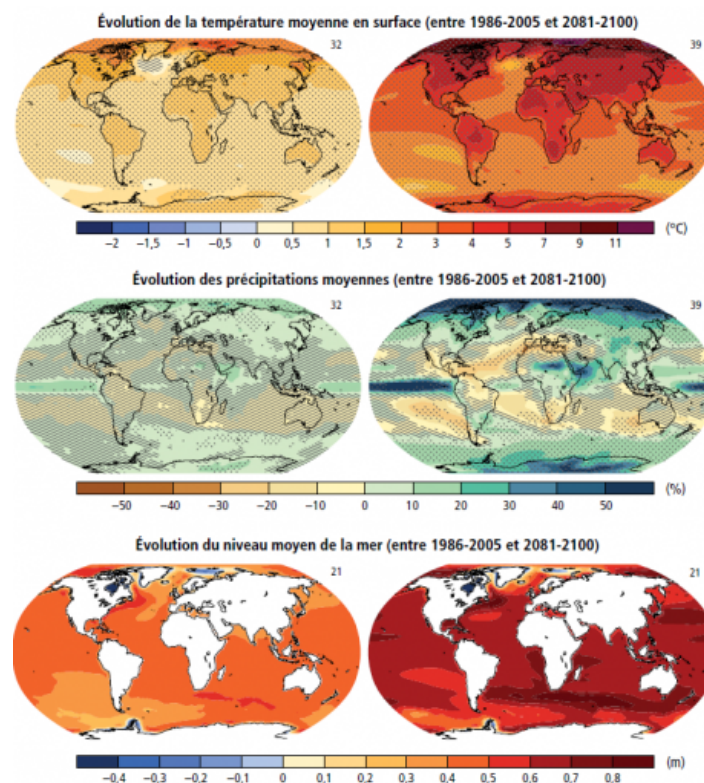 Évolution de la température moyenne en surface (entre 1986-2005 et 2081-2100)
32
39
−2 −1,5 −1 −0,5 0 0,5 1 1,5 2 3 4 5 7 9 11 (°C)
Évolution des précipitations moyennes (entre 1986-2005 et 2081-2100)
32
39
−50 −40 −30 −20 −10 0 10 20 30 40 50 (%)
Évolution du niveau moyen de la mer (entre 1986-2005 et 2081-2100)
21
21
−0.4 −0.3 −0.2 −0.1 0 0.1 0.2 0.3 0.4 0.5 0.6 0.7 0.8 (m)